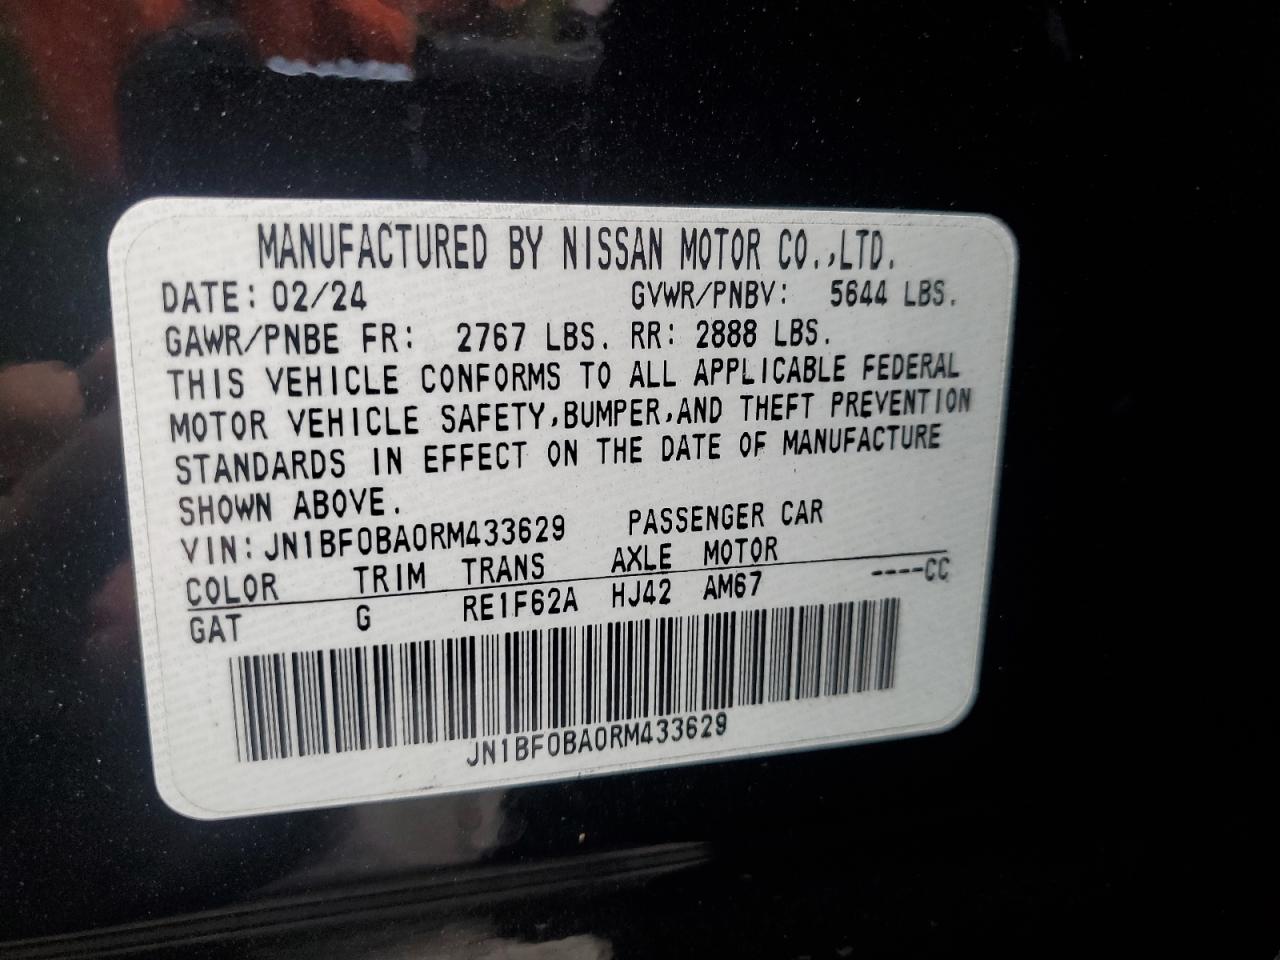 MANUFACTURED BY NISSAN MOTOR CO.,LTD.
DATE: 02/24 GVWR/PNBV: 5644 LBS.
GAWR/PNBE FR: 2767 LBS. RR: 2888 LBS.
THIS VEHICLE CONFORMS TO ALL APPLICABLE FEDERAL
MOTOR VEHICLE SAFETY,BUMPER,AND THEFT PREVENTION
STANDARDS IN EFFECT ON THE DATE OF MANUFACTURE
SHOWN ABOVE.
VIN: JN1BF0BA0RM433629 PASSENGER CAR
COLOR TRIM TRANS AXLE MOTOR
GAT G RE1F62A HJ42 AM67 ----CC
JN1BF0BA0RM433629